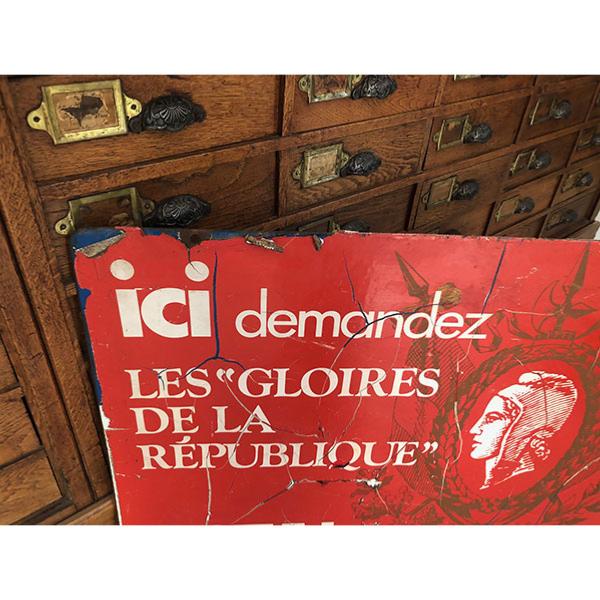 ici demandez
LES "GLOIRES
DE LA
RÉPUBLIQUE"